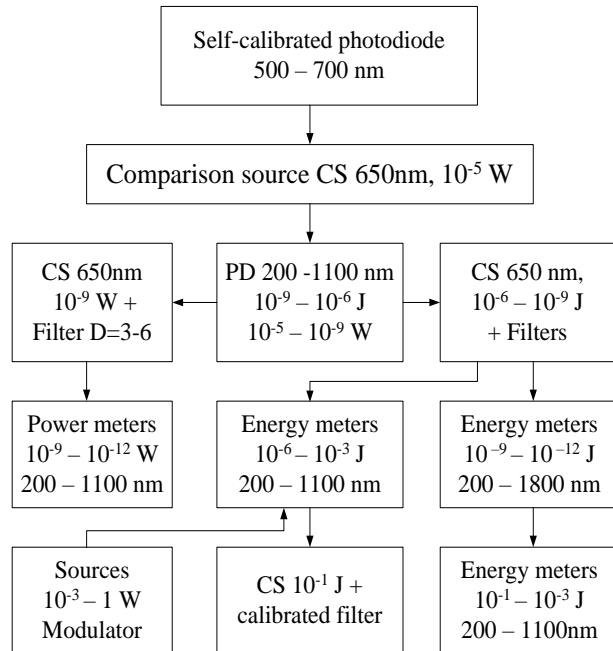 Self-calibrated photodiode
500 – 700 nm
Comparison source CS 650nm, 10⁻⁵ W
CS 650nm
10⁻⁹ W +
Filter D=3-6
PD 200 -1100 nm
10⁻⁹ – 10⁻⁶ J
10⁻⁵ – 10⁻⁹ W
CS 650 nm,
10⁻⁶ – 10⁻⁹ J
+ Filters
Power meters
10⁻⁹ – 10⁻¹² W
200 – 1100 nm
Energy meters
10⁻⁶ – 10⁻³ J
200 – 1100 nm
Energy meters
10⁻⁹ – 10⁻¹² J
200 – 1800 nm
Sources
10⁻³ – 1 W
Modulator
CS 10⁻¹ J +
calibrated filter
Energy meters
10⁻¹ – 10⁻³ J
200 – 1100nm